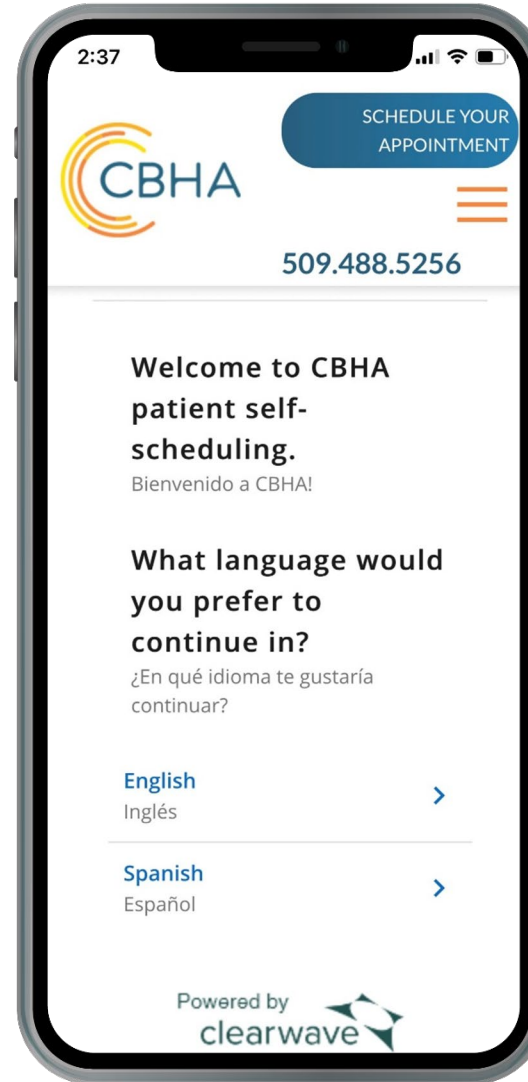 2:37
SCHEDULE YOUR
APPOINTMENT
CBHA
509.488.5256
Welcome to CBHA
patient self-
scheduling.
Bienvenido a CBHA!
What language would
you prefer to
continue in?
¿En qué idioma te gustaría
continuar?
English
Inglés
Spanish
Español
Powered by
clearwave